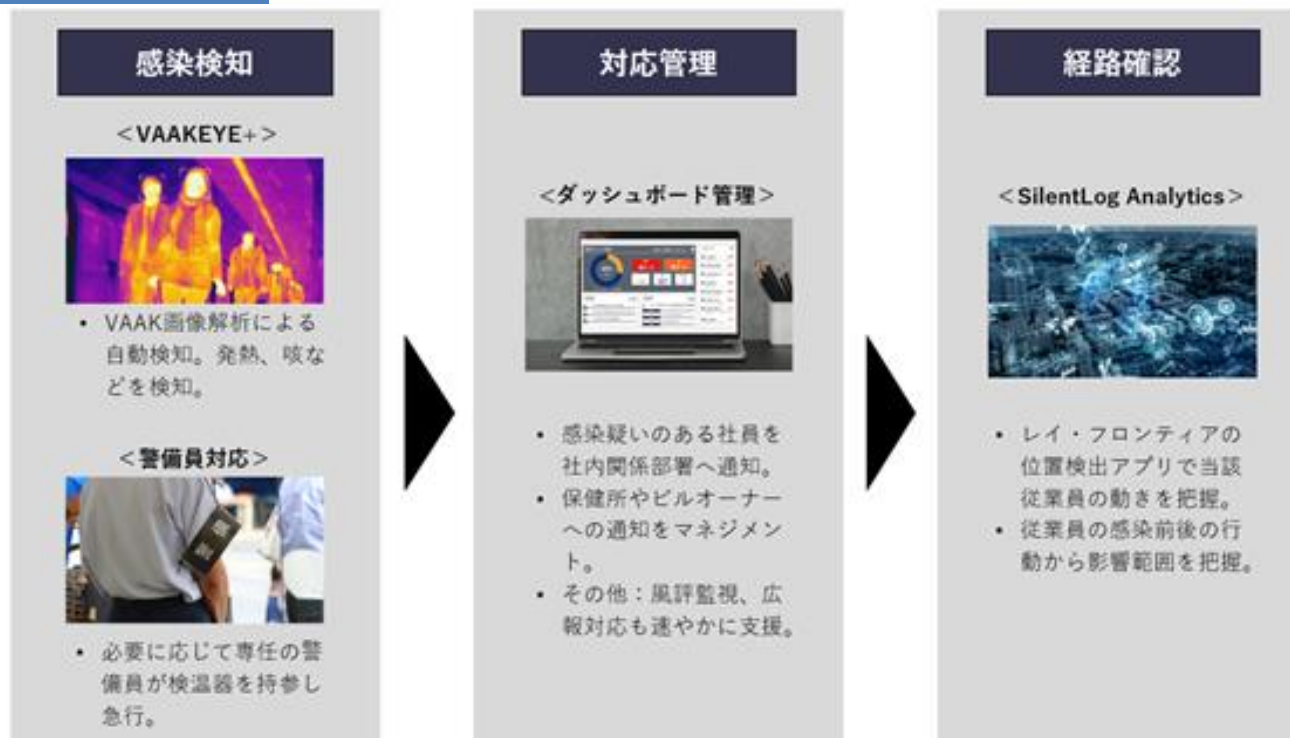 感染検知
<VAAKEYE+>
• VAAK画像解析による
自動検知。発熱、咳な
どを検知。
<警備員対応>
• 必要に応じて専任の警
備員が検温器を持参し
急行。
対応管理
<ダッシュボード管理>
• 感染疑いのある社員を
社内関係部署へ通知。
• 保健所やビルオーナー
への通知をマネジメン
ト。
• その他：風評監視、広
報対応も速やかに支援。
経路確認
<SilentLog Analytics>
• レイ・フロンティアの
位置検出アプリで当該
従業員の動きを把握。
• 従業員の感染前後の行
動から影響範囲を把握。